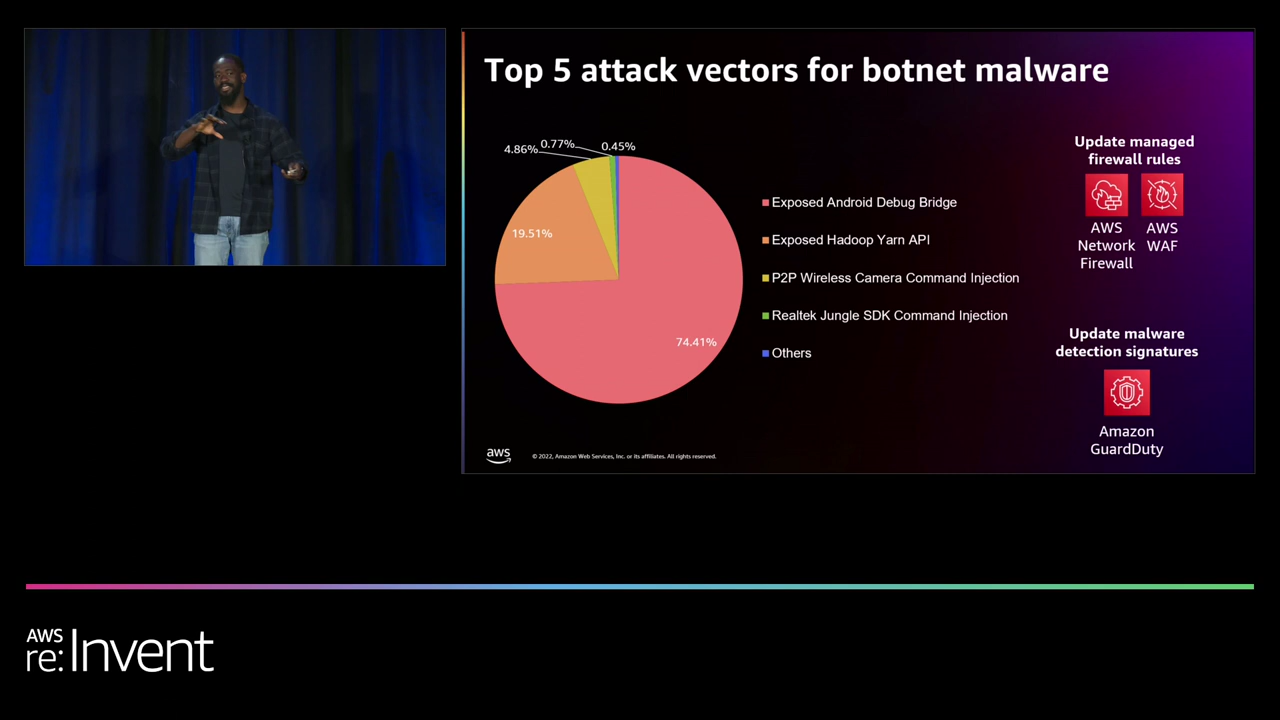 Top 5 attack vectors for botnet malware
4.86%
0.77%
0.45%
19.51%
74.41%
Exposed Android Debug Bridge
Exposed Hadoop Yarn API
P2P Wireless Camera Command Injection
Realtek Jungle SDK Command Injection
Others
Update managed
firewall rules
AWS
Network
Firewall
AWS
WAF
Update malware
detection signatures
Amazon
GuardDuty
aws
© 2022, Amazon Web Services, Inc. or its affiliates. All rights reserved.
AWS
re:Invent